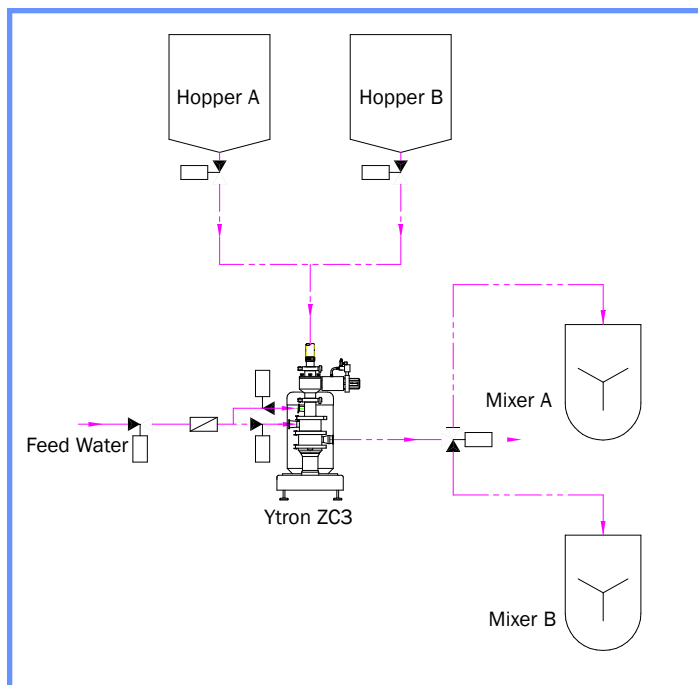 Hopper A
Hopper B
Mixer A
Feed Water
Ytron ZC3
Mixer B